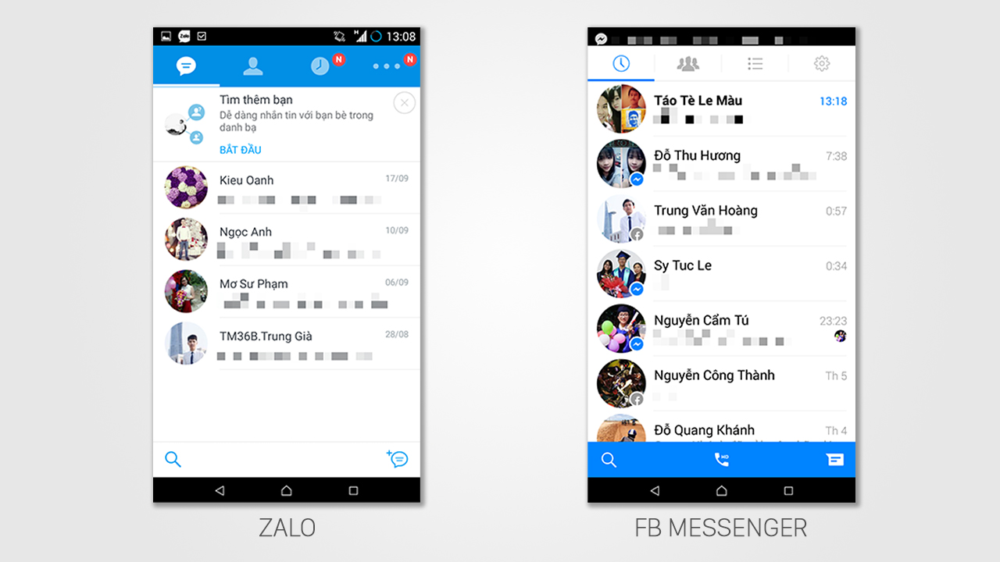 Zalo
H
13:08
N
N
Tìm thêm bạn
Dễ dàng nhắn tin với bạn bè trong
danh bạ
BẮT ĐẦU
Kieu Oanh
17/09
Ngọc Anh
10/09
Mơ Sư Phạm
06/09
TM36B.Trung Già
28/08
ZALO
Táo Tè Le Màu
13:18
Đỗ Thu Hương
7:38
Trung Văn Hoàng
0:57
Sy Tuc Le
0:34
Nguyễn Cẩm Tú
23:23
Nguyễn Công Thành
Th 5
Đỗ Quang Khánh
Th 4
HD
FB MESSENGER